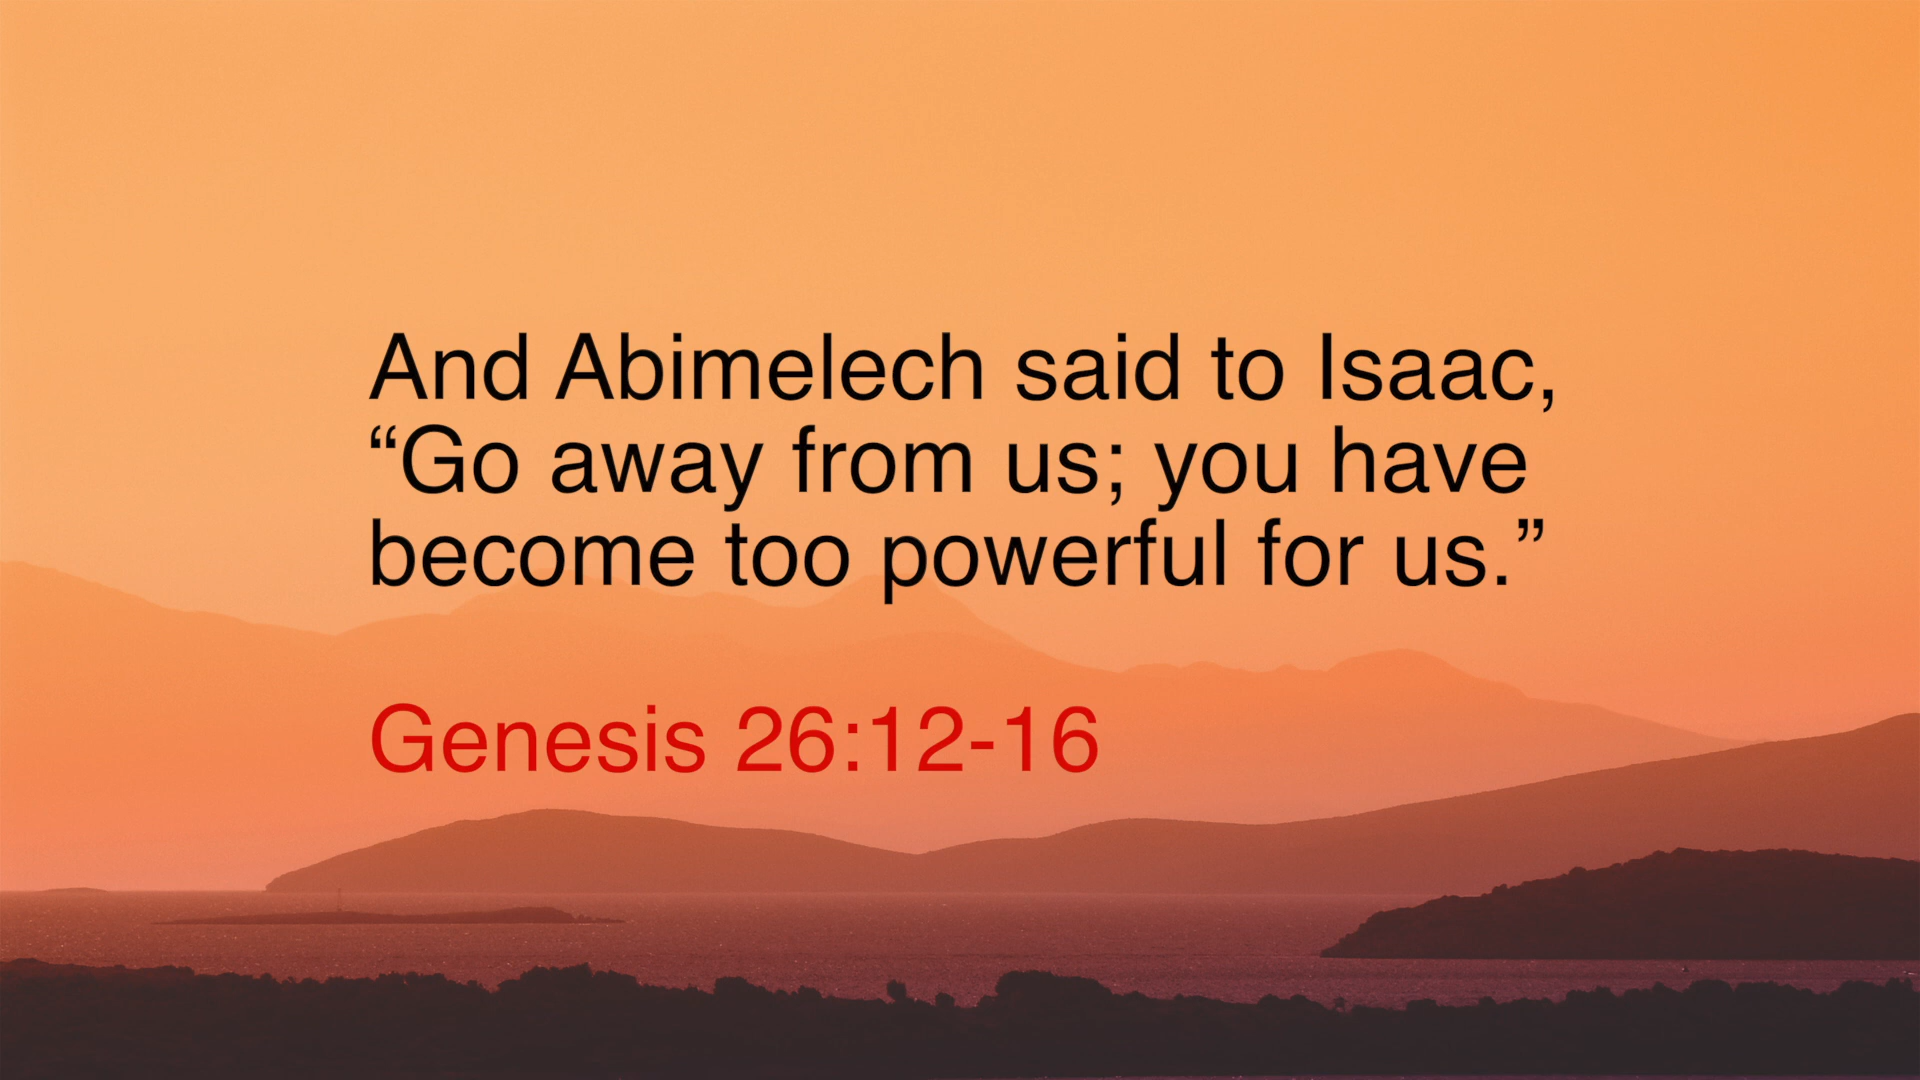 And Abimelech said to Isaac,
“Go away from us; you have
become too powerful for us.”
Genesis 26:12-16